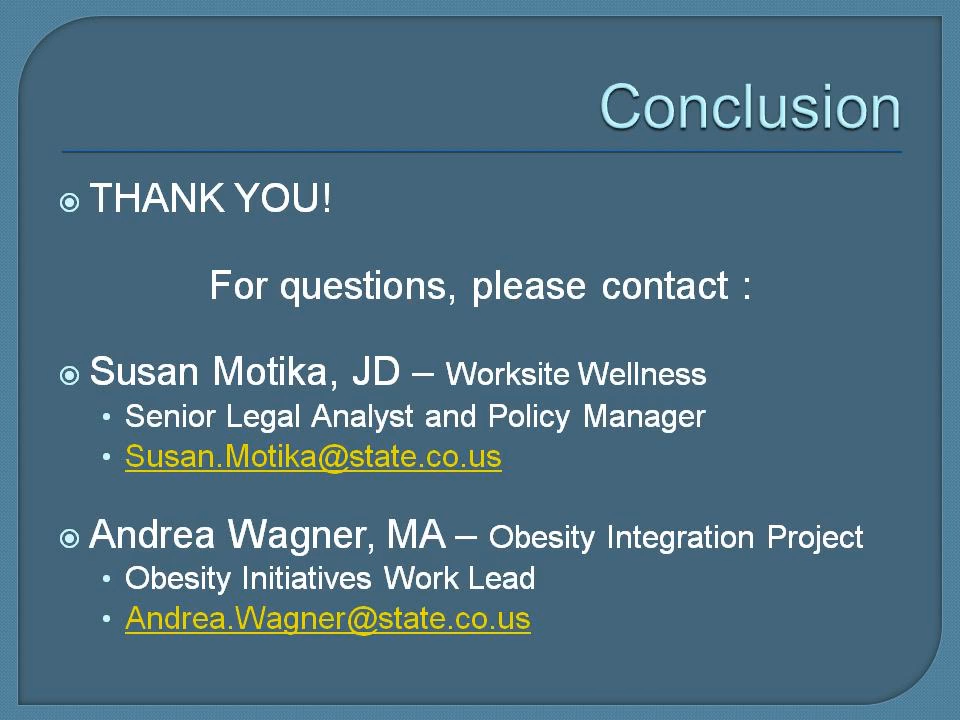 Conclusion
THANK YOU!
For questions, please contact :
Susan Motika, JD – Worksite Wellness
• Senior Legal Analyst and Policy Manager
• Susan.Motika@state.co.us
Andrea Wagner, MA – Obesity Integration Project
• Obesity Initiatives Work Lead
• Andrea.Wagner@state.co.us